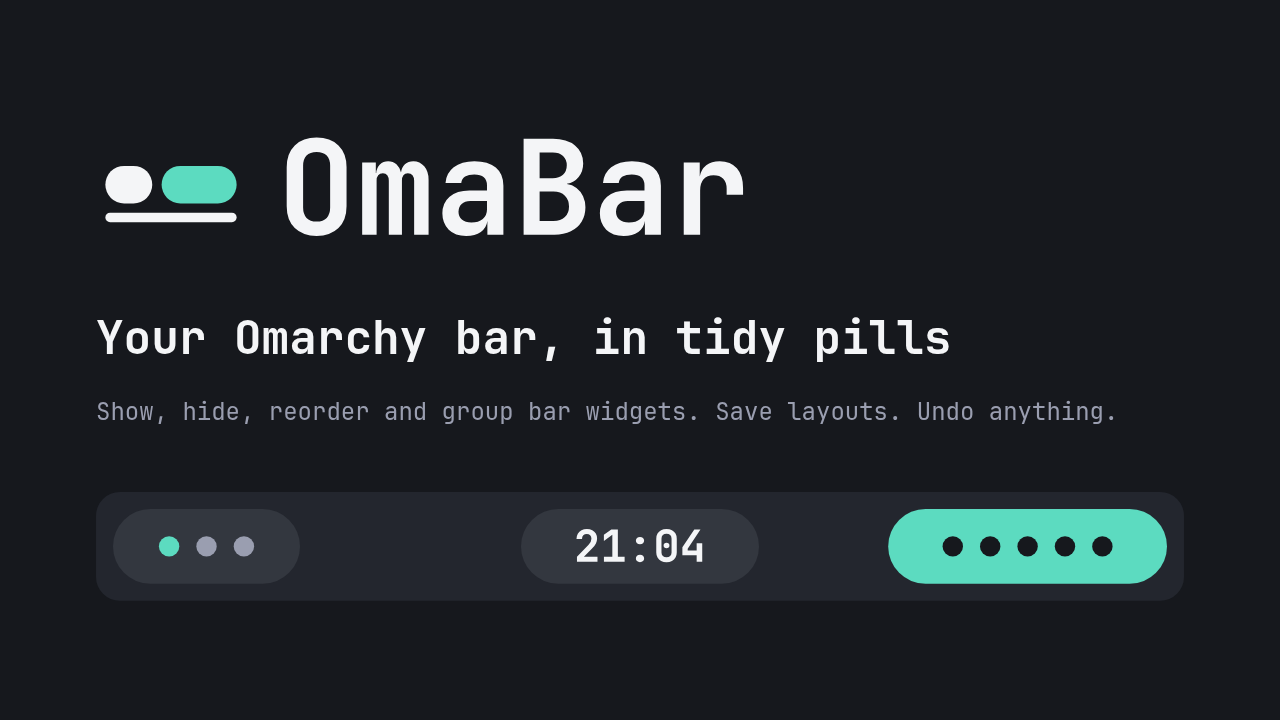 OmaBar
Your Omarchy bar, in tidy pills
Show, hide, reorder and group bar widgets. Save layouts. Undo anything.
21:04